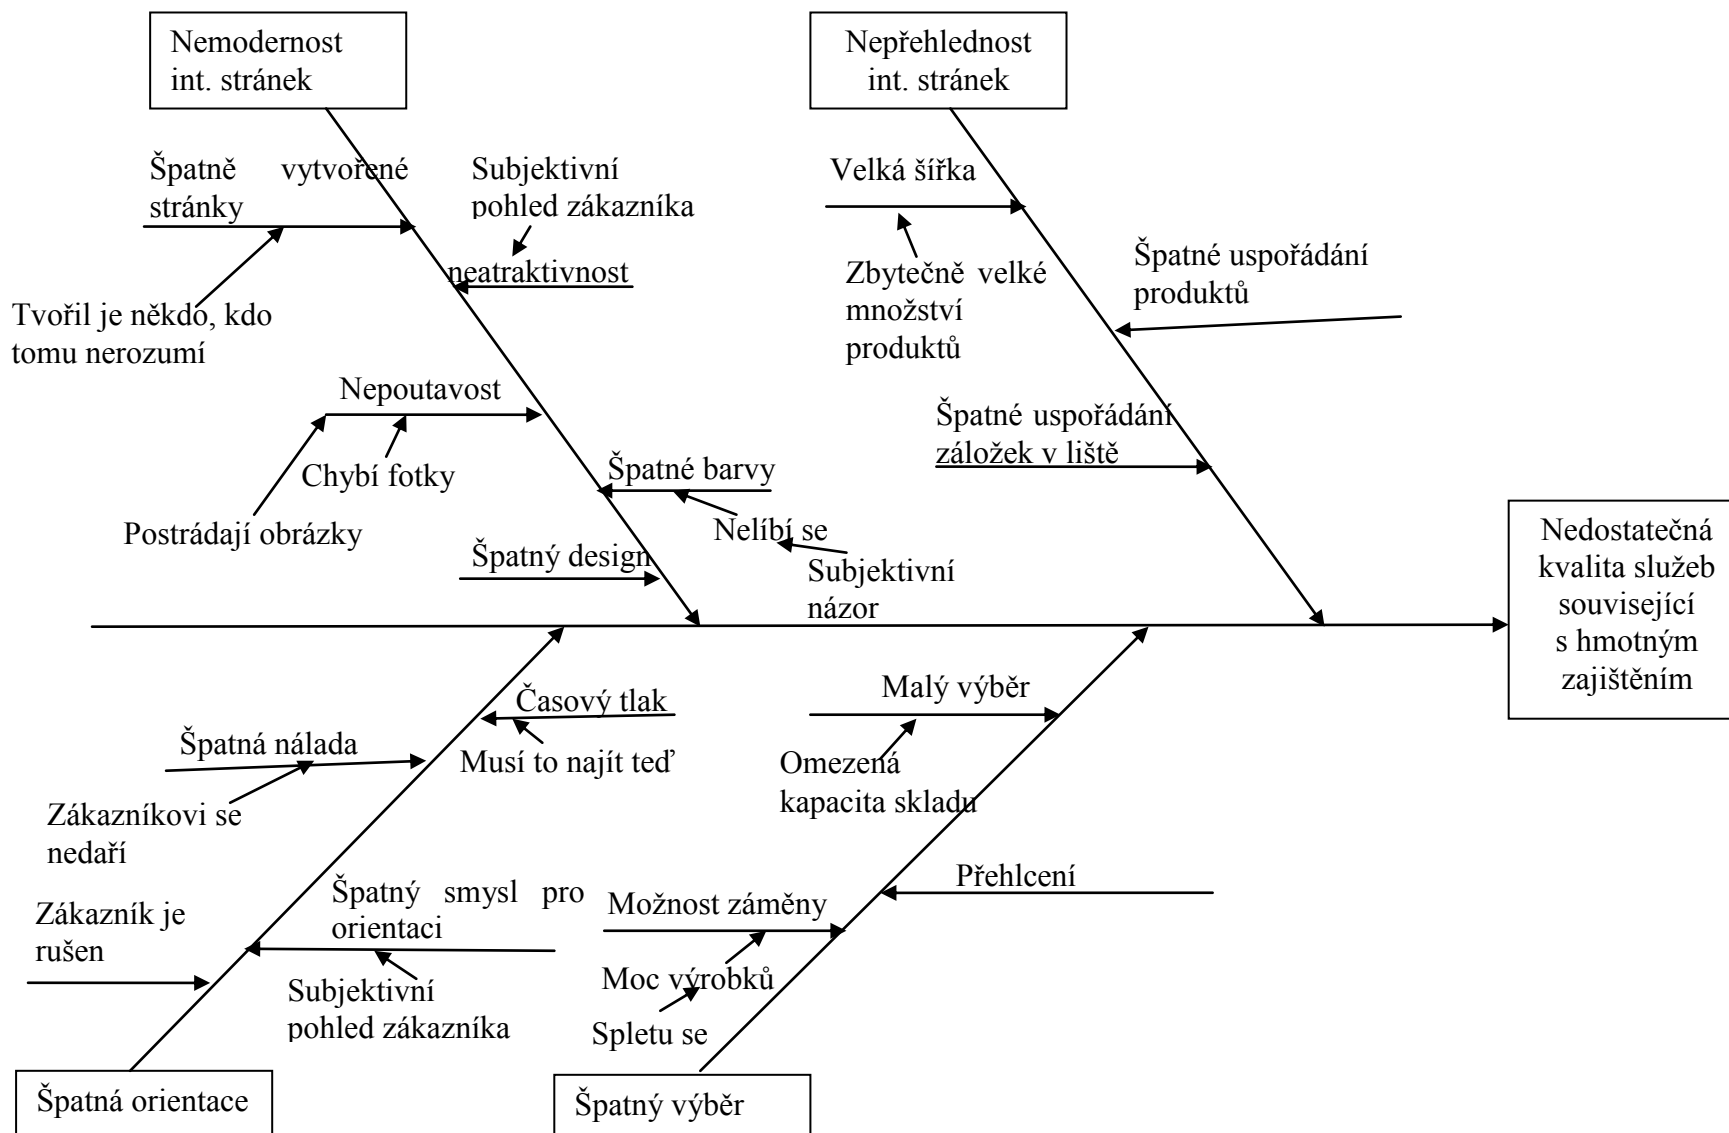 Nemodernost
int. stránek
Nepřehlednost
int. stránek
Špatně vytvořené
stránky
Subjektivní
pohled zákazníka
neatraktivnost
Tvořil je někdo, kdo
tomu nerozumí
Velká šířka
Zbytečně velké
množství
produktů
Špatné uspořádání
produktů
Nepoutavost
Chybí fotky
Postrádají obrázky
Špatné barvy
Nelíbí se
Subjektivní
názor
Špatný design
Špatné uspořádání
záložek v liště
Nedostatečná
kvalita služeb
související
s hmotným
zajištěním
Časový tlak
Musí to najít teď
Špatná nálada
Zákazníkovi se
nedaří
Zákazník je
rušen
Špatný smysl pro
orientaci
Subjektivní
pohled zákazníka
Malý výběr
Omezená
kapacita skladu
Přehlcení
Možnost záměny
Moc výrobků
Spletu se
Špatná orientace
Špatný výběr